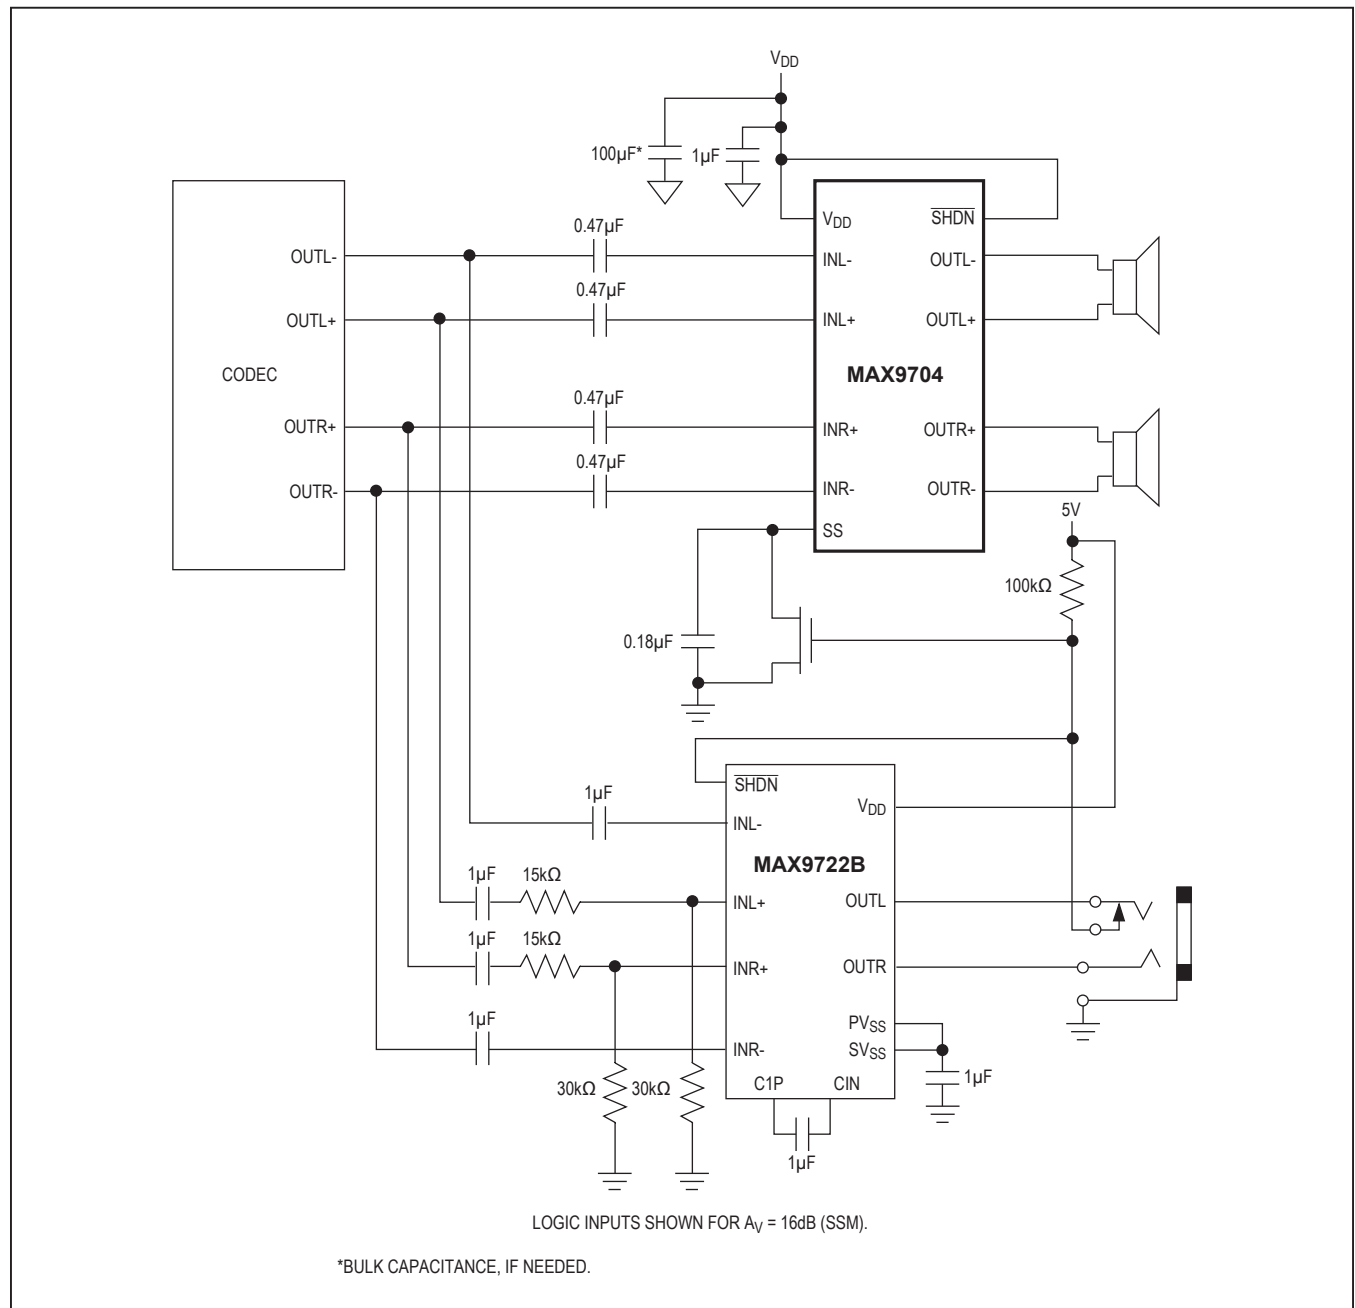 VDD
100µF*
1µF
VDD
SHDN
0.47µF
OUTL-
INL-
OUTL-
0.47µF
OUTL+
INL+
OUTL+
CODEC
MAX9704
0.47µF
OUTR+
INR+
OUTR+
0.47µF
OUTR-
INR-
OUTR-
SS
5V
100kΩ
0.18µF
SHDN
1µF
VDD
INL-
MAX9722B
1µF
15kΩ
INL+
OUTL
1µF
15kΩ
INR+
OUTR
1µF
PVSS
INR-
SVSS
30kΩ
30kΩ
C1P
CIN
1µF
1µF
LOGIC INPUTS SHOWN FOR AV = 16dB (SSM).
*BULK CAPACITANCE, IF NEEDED.